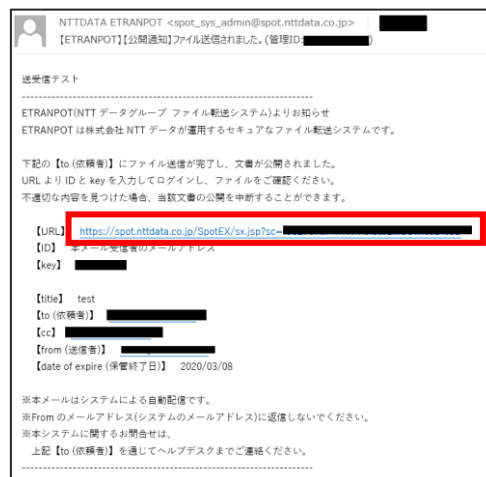 NTTDATA ETRANPOT <spot_sys_admin@spot.nttdata.co.jp>
【ETRANPOT】【公開通知】ファイル送信されました。(管理ID: )
送受信テスト
----------------------------------------------------------------------
ETRANPOT(NTT データグループ ファイル転送システム)よりお知らせ
ETRANPOT は株式会社 NTT データが運用するセキュアなファイル転送システムです。
下記の【to (依頼者)】にファイル送信が完了し、文書が公開されました。
URL より ID と key を入力してログインし、ファイルをご確認ください。
不適切な内容を見つけた場合、当該文書の公開を中断することができます。
【URL】 https://spot.nttdata.co.jp/SpotEX/sx.jsp?sc=
【ID】 本メール受信者のメールアドレス
【key】
【title】 test
【to (依頼者)】
【cc】
【from (送信者)】
【date of expire (保管終了日)】 2020/03/08
※本メールはシステムによる自動配信です。
※From のメールアドレス(システムのメールアドレス)に返信しないでください。
※本システムに関するお問合せは、
上記【to (依頼者)】を通じてヘルプデスクまでご連絡ください。
----------------------------------------------------------------------